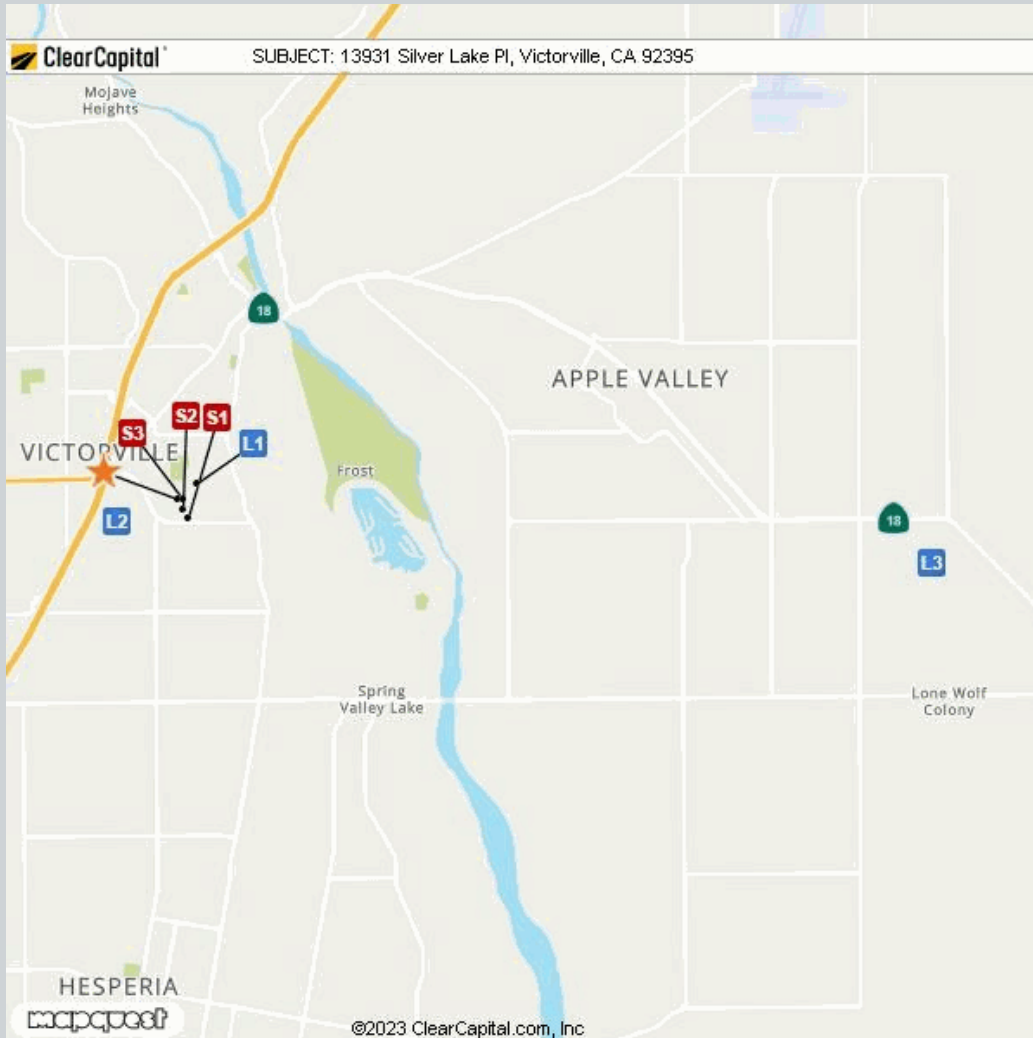 ClearCapital
SUBJECT: 13931 Silver Lake Pl, Victorville, CA 92395
Mojave
Heights
18
APPLE VALLEY
S3
S2
S1
L1
VICTORVILLE
Frost
L2
18
L3
Spring
Valley Lake
Lone Wolf
Colony
HESPERIA
mapquest
©2023 ClearCapital.com, Inc